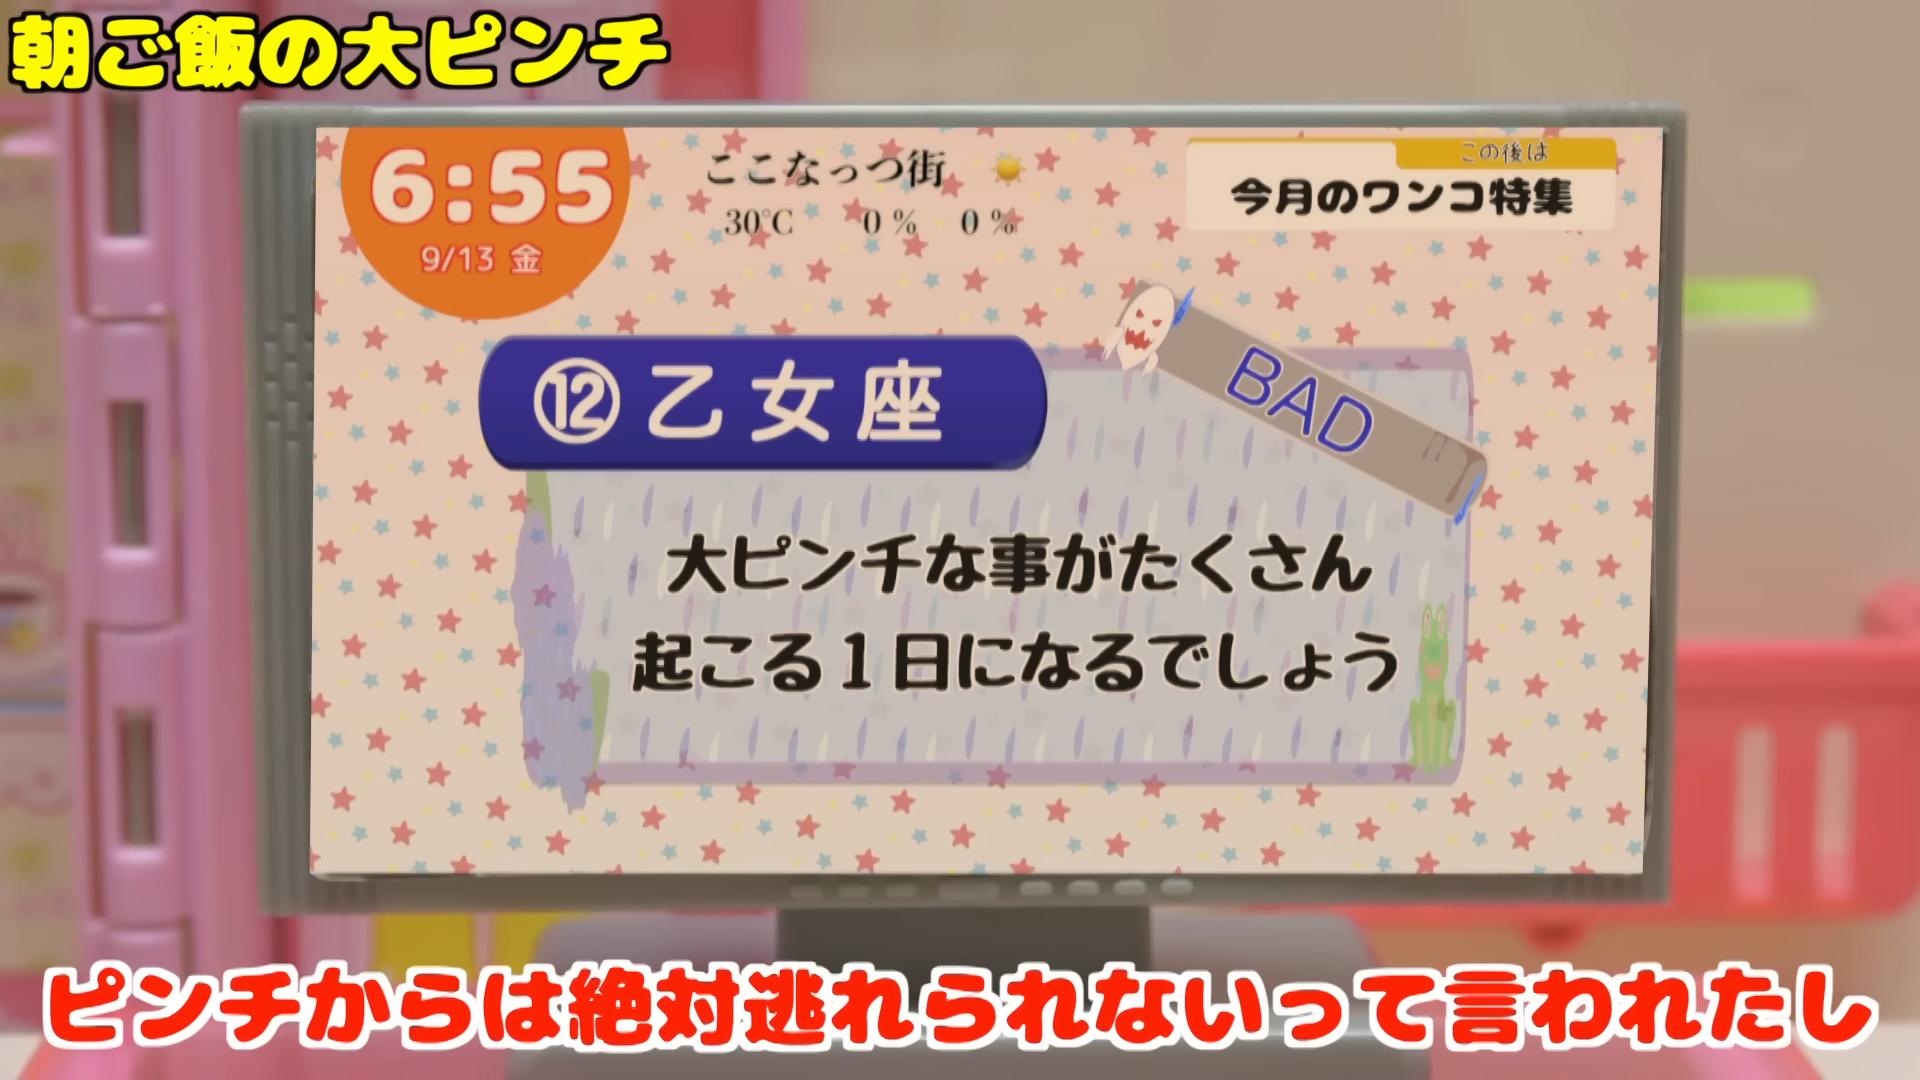 朝ご飯の大ピンチ
6:55
9/13 金
ここなっつ街
30℃ 0% 0%
この後は
今月のワンコ特集
⑫乙女座
BAD
大ピンチな事がたくさん
起こる1日になるでしょう
ピンチからは絶対逃れられないって言われたし